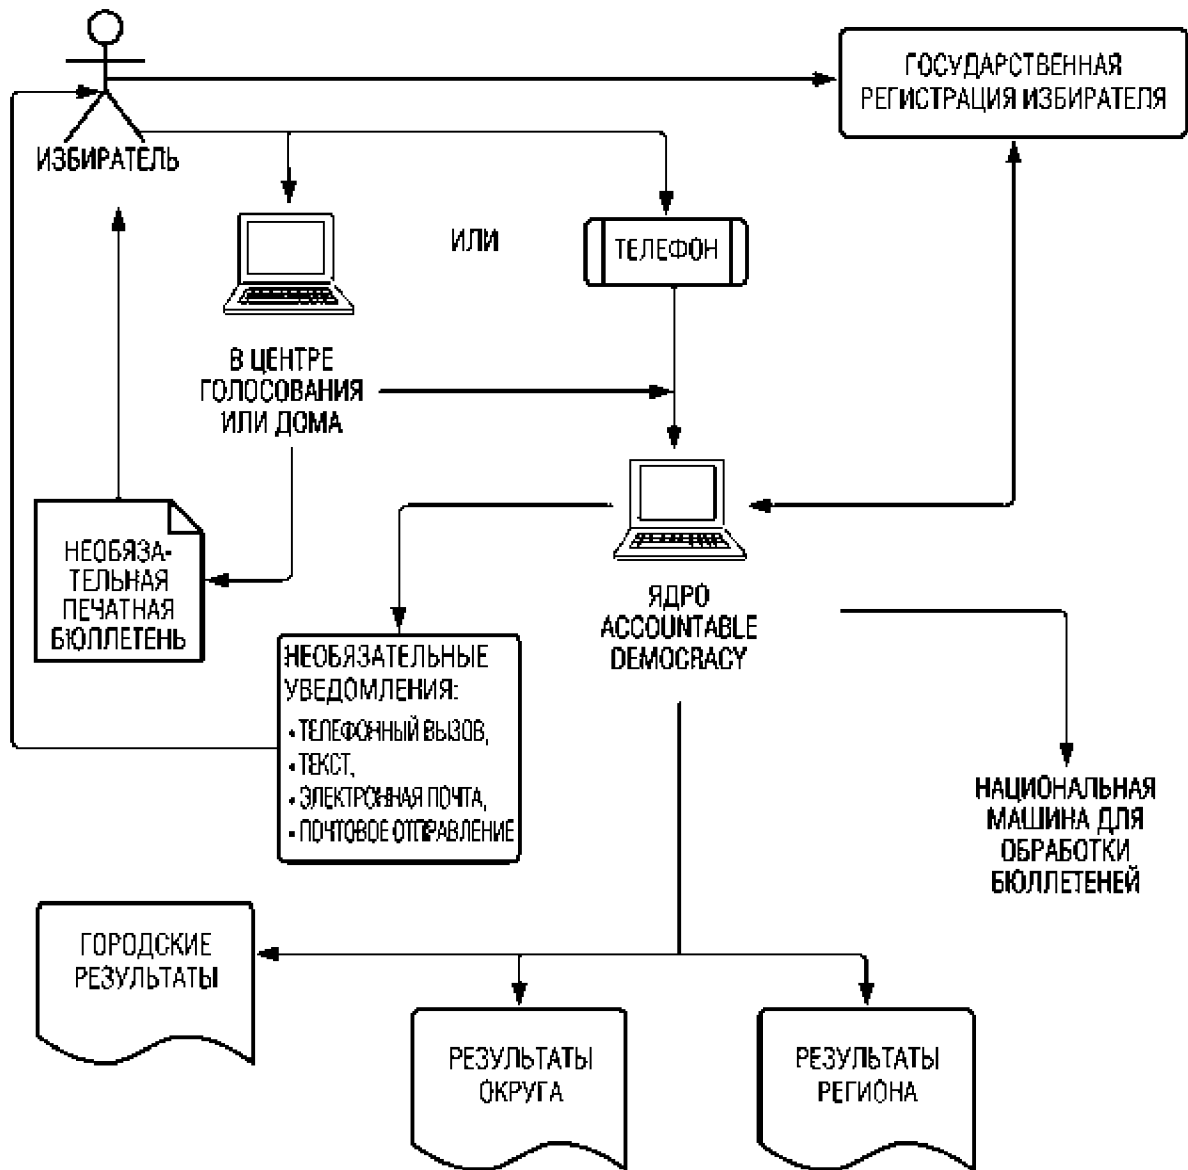 ГОСУДАРСТВЕННАЯ
РЕГИСТРАЦИЯ ИЗБИРАТЕЛЯ
ИЗБИРАТЕЛЬ
ИЛИ
ТЕЛЕФОН
В ЦЕНТРЕ
ГОЛОСОВАНИЯ
ИЛИ ДОМА
НЕОБЯЗА-
ТЕЛЬНАЯ
ПЕЧАТНАЯ
БЮЛЛЕТЕНЬ
ЯДРО
ACCOUNTABLE
DEMOCRACY
НЕОБЯЗАТЕЛЬНЫЕ
УВЕДОМЛЕНИЯ:
• ТЕЛЕФОННЫЙ ВЫЗОВ,
• ТЕКСТ,
• ЭЛЕКТРОННАЯ ПОЧТА,
• ПОЧТОВОЕ ОТПРАВЛЕНИЕ
НАЦИОНАЛЬНАЯ
МАШИНА ДЛЯ
ОБРАБОТКИ
БЮЛЛЕТЕНЕЙ
ГОРОДСКИЕ
РЕЗУЛЬТАТЫ
РЕЗУЛЬТАТЫ
ОКРУГА
РЕЗУЛЬТАТЫ
РЕГИОНА